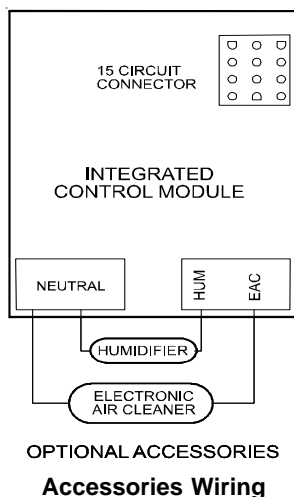 15 CIRCUIT
CONNECTOR
INTEGRATED
CONTROL MODULE
NEUTRAL
HUM
EAC
HUMIDIFIER
ELECTRONIC
AIR CLEANER
OPTIONAL ACCESSORIES
Accessories Wiring